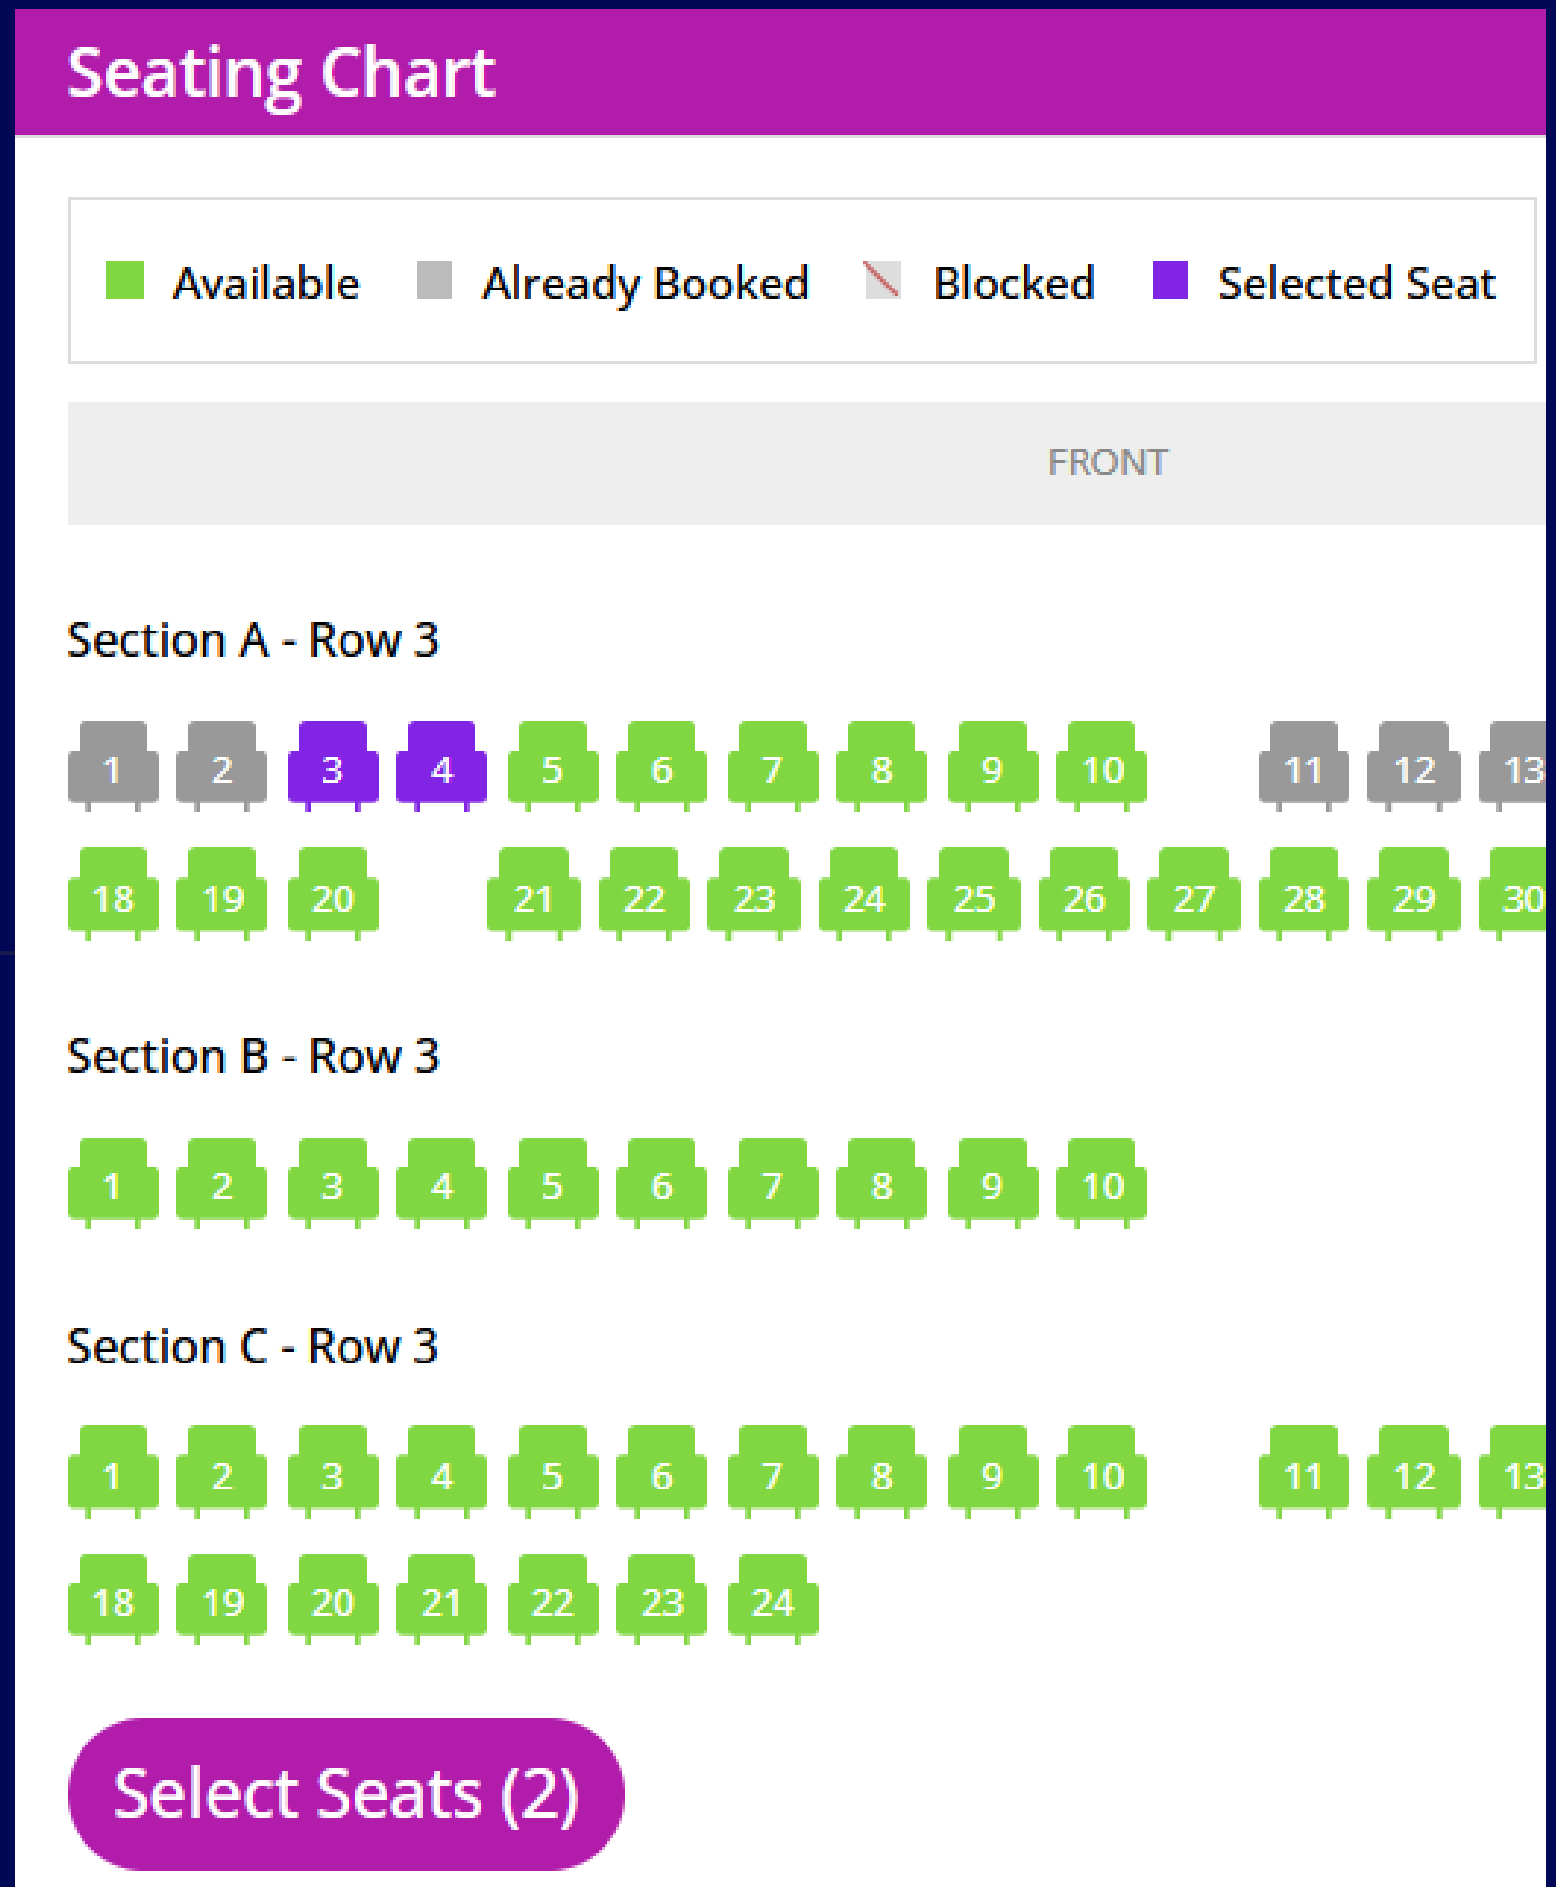 Seating Chart
Available Already Booked Blocked Selected Seat
FRONT
Section A - Row 3
1 2 3 4 5 6 7 8 9 10 11 12 13
18 19 20 21 22 23 24 25 26 27 28 29 30
Section B - Row 3
1 2 3 4 5 6 7 8 9 10
Section C - Row 3
1 2 3 4 5 6 7 8 9 10 11 12 13
18 19 20 21 22 23 24
Select Seats (2)